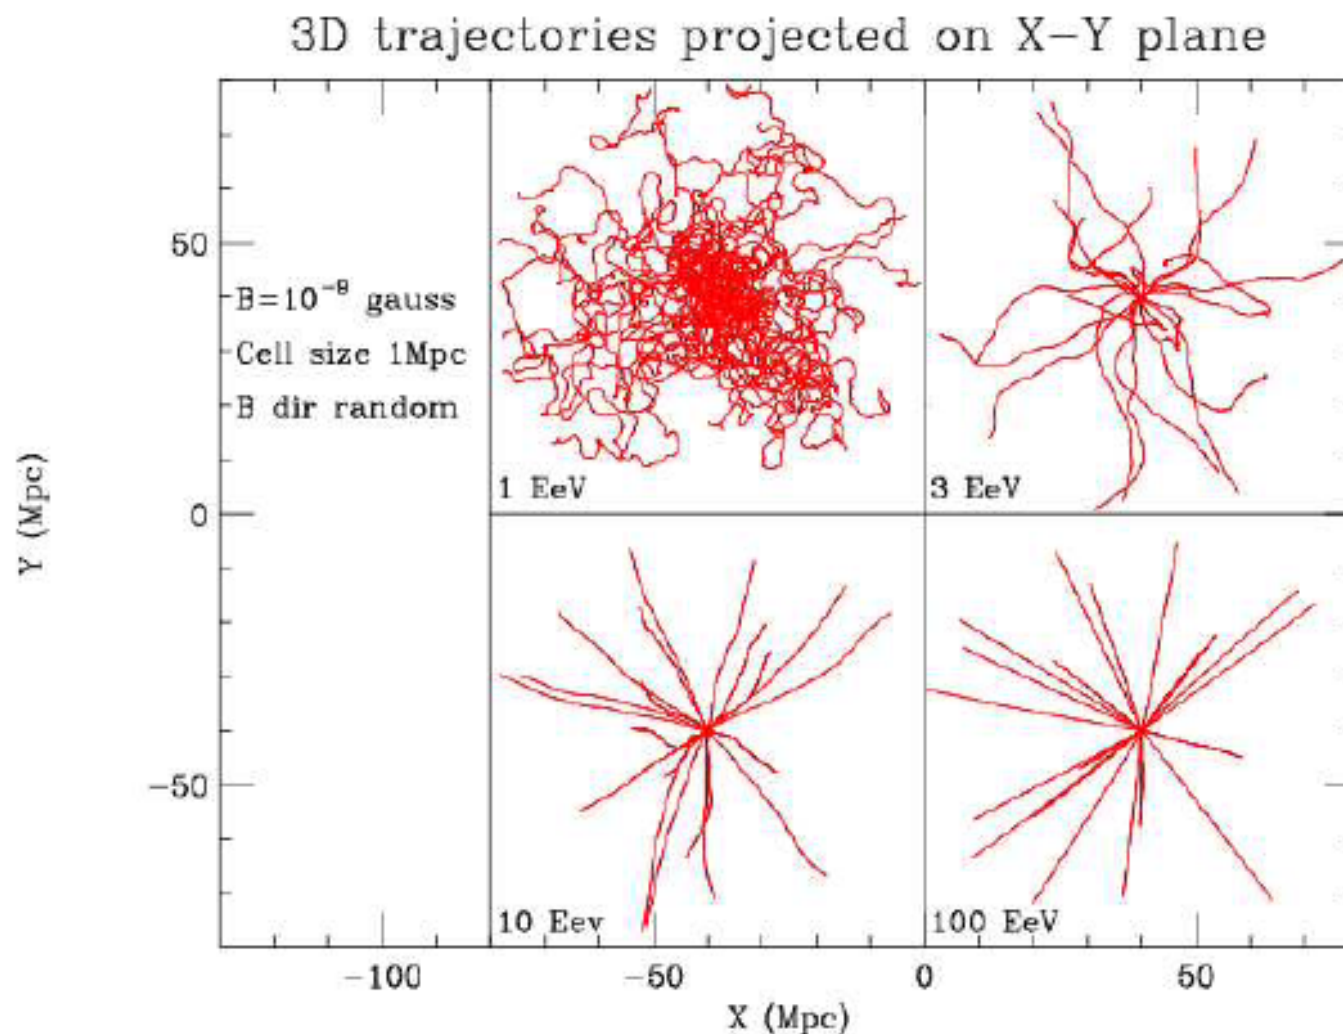 3D trajectories projected on X-Y plane
50
B=10⁻⁹ gauss
Cell size 1Mpc
B dir random
1 EeV
3 EeV
Y (Mpc)
0
-50
10 Eev
100 EeV
-100
-50
0
50
X (Mpc)